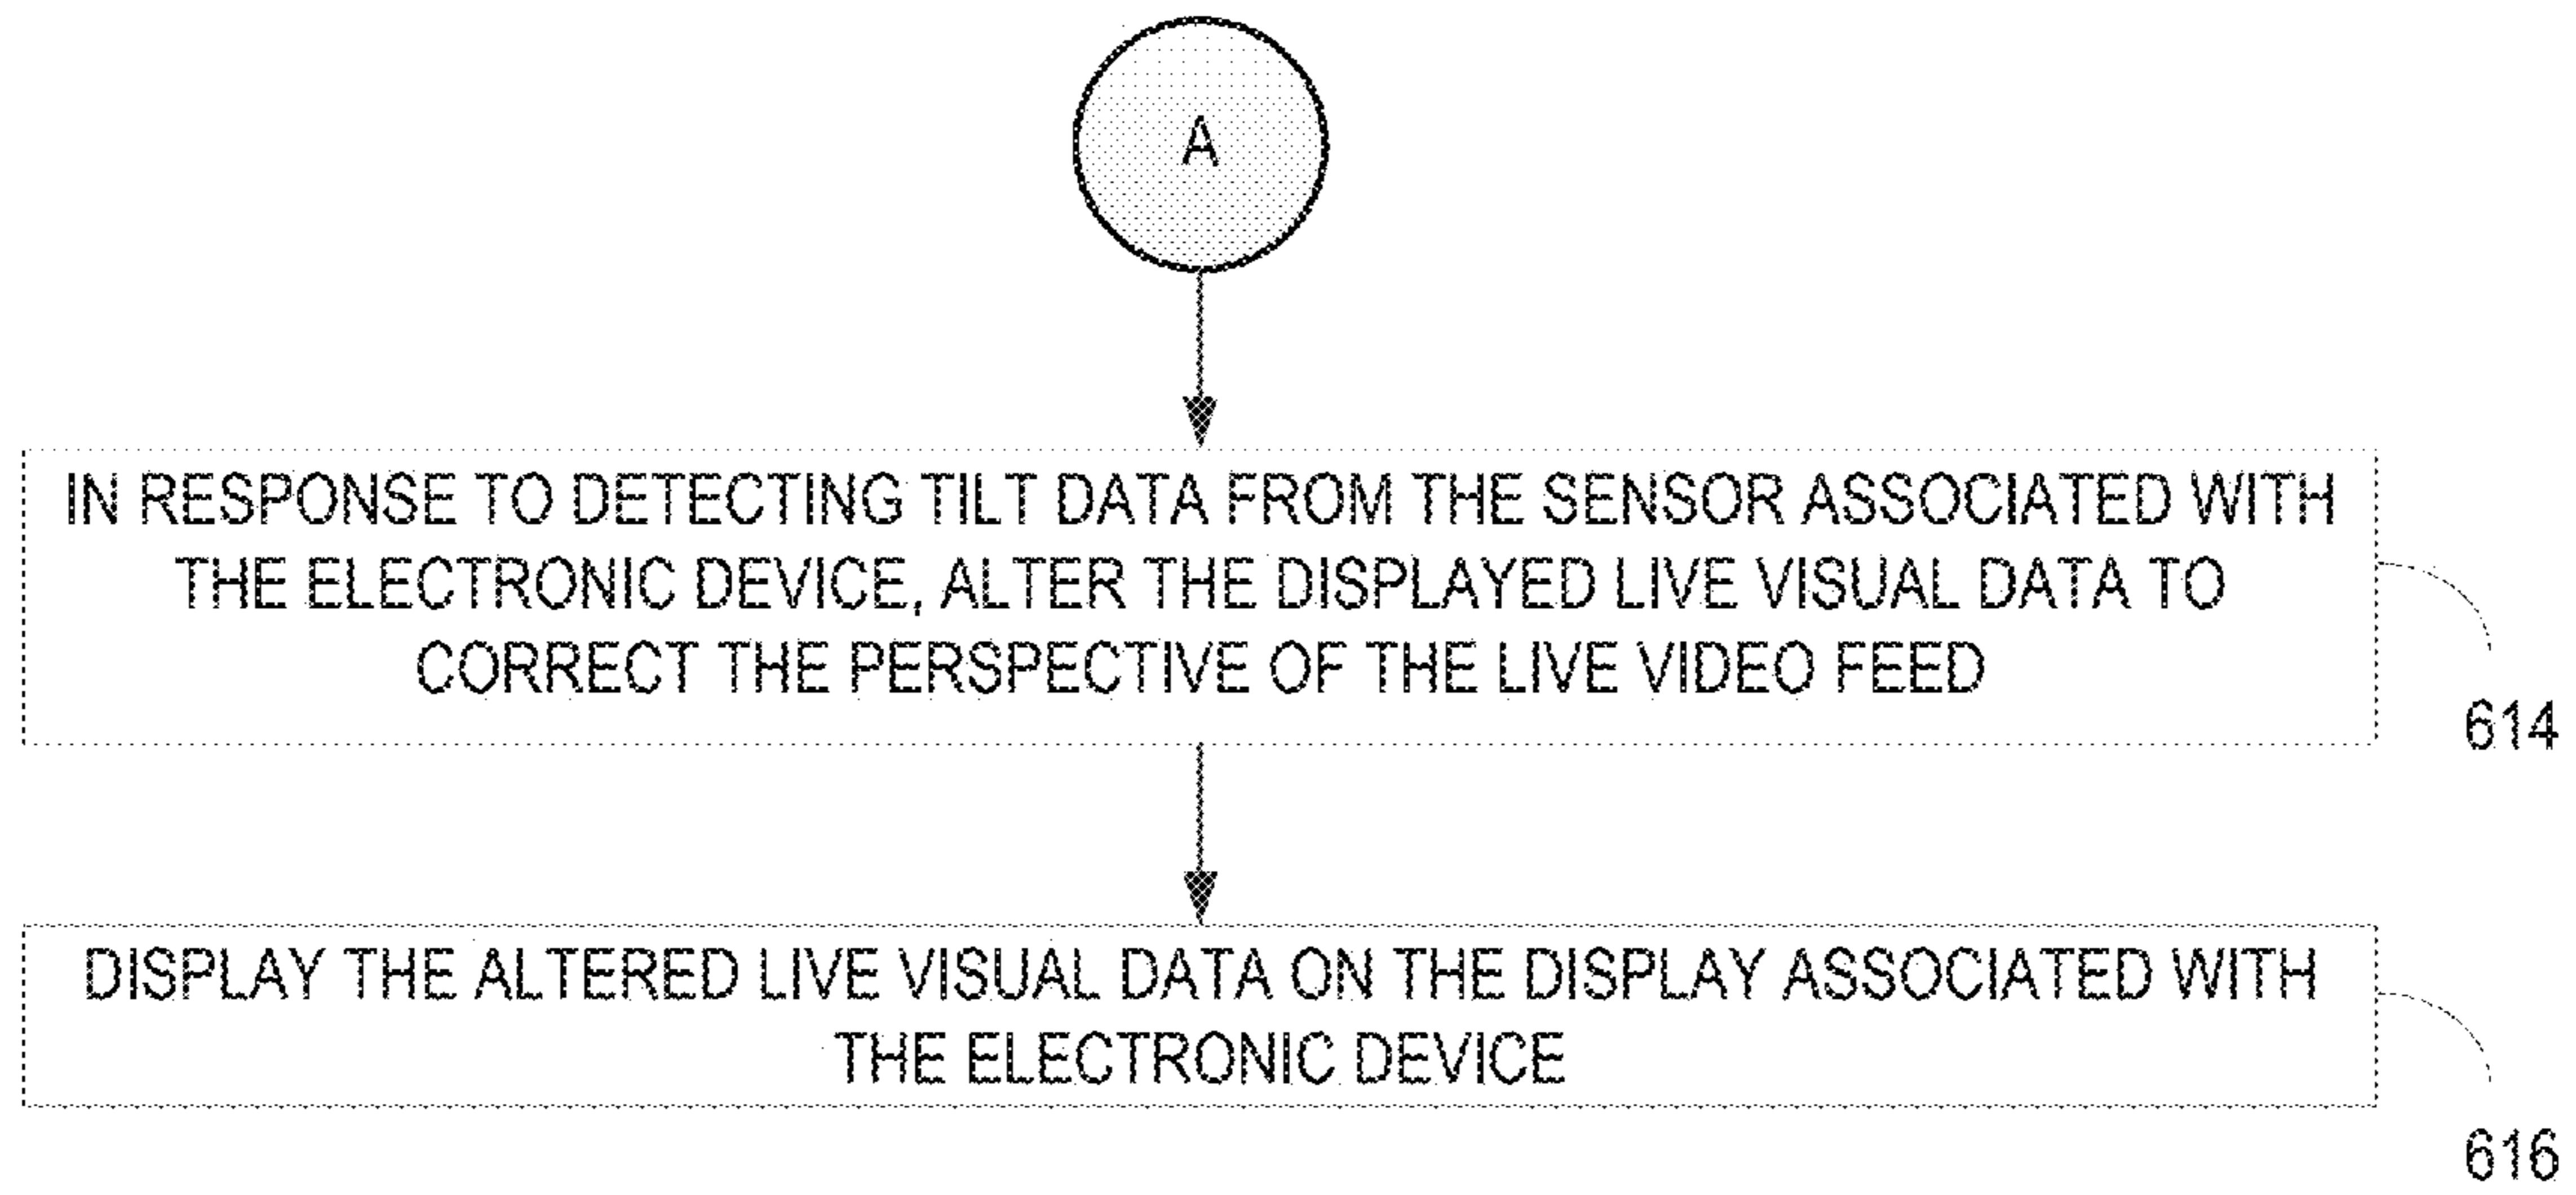 A
IN RESPONSE TO DETECTING TILT DATA FROM THE SENSOR ASSOCIATED WITH
THE ELECTRONIC DEVICE, ALTER THE DISPLAYED LIVE VISUAL DATA TO
CORRECT THE PERSPECTIVE OF THE LIVE VIDEO FEED
614
DISPLAY THE ALTERED LIVE VISUAL DATA ON THE DISPLAY ASSOCIATED WITH
THE ELECTRONIC DEVICE
616